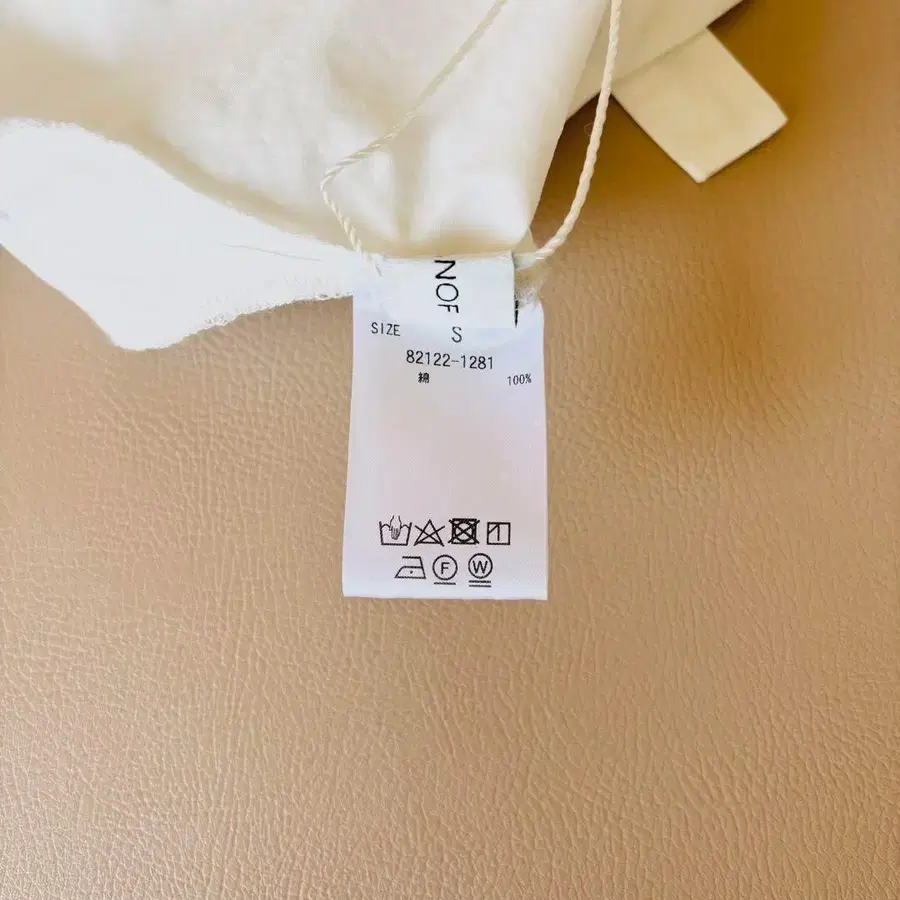 NOF
SIZE S
82122-1281
綿 100%
F W